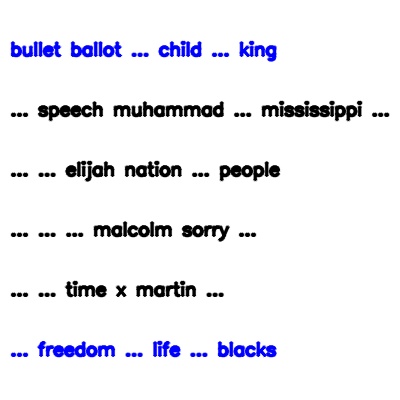 bullet ballot ... child ... king
... speech muhammad ... mississippi ...
... ... elijah nation ... people
... ... ... malcolm sorry ...
... ... time x martin ...
... freedom ... life ... blacks